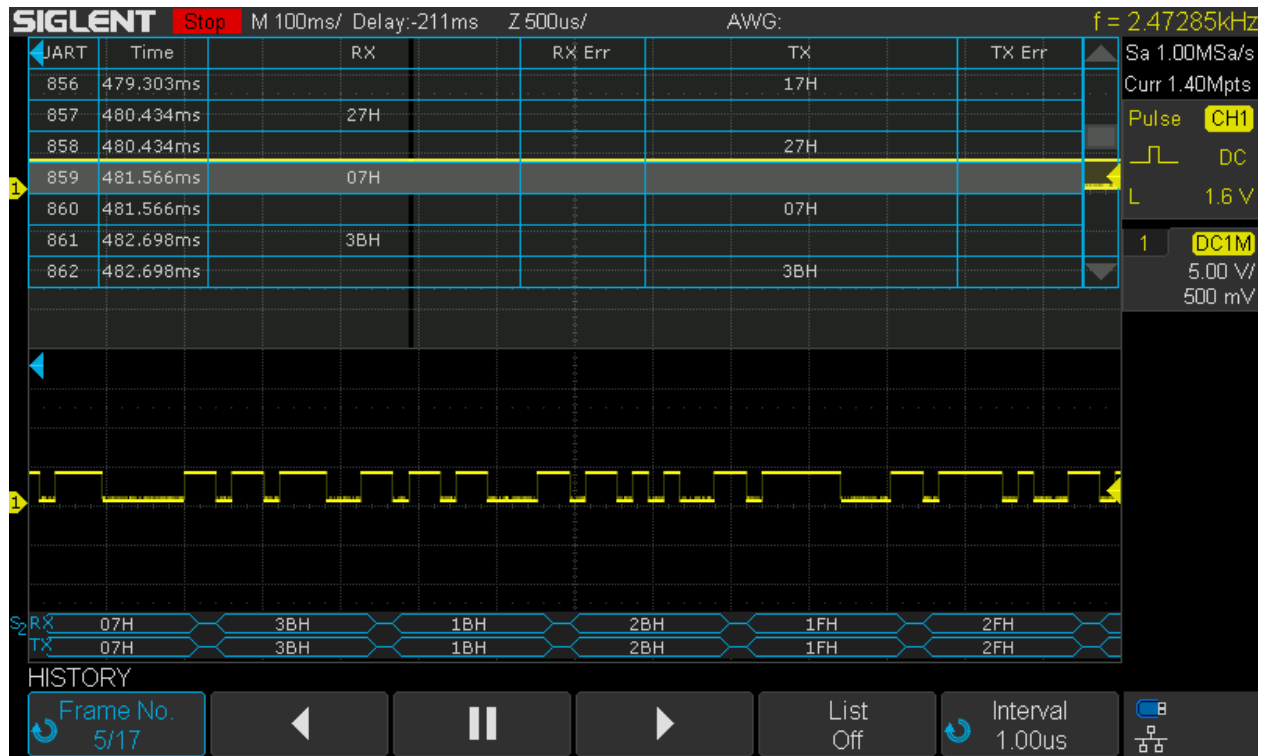 SIGLENT Stop M 100ms/ Delay:-211ms Z 500us/ AWG: f = 2.47285kHz
UART Time RX RX Err TX TX Err
Sa 1.00MSa/s
Curr 1.40Mpts
856 479.303ms 17H
857 480.434ms 27H
858 480.434ms 27H
859 481.566ms 07H
860 481.566ms 07H
861 482.698ms 3BH
862 482.698ms 3BH
Pulse CH1
DC
L 1.6 V
1 DC1M
5.00 V/
500 mV
1
1
S2 RX 07H 3BH 1BH 2BH 1FH 2FH
TX 07H 3BH 1BH 2BH 1FH 2FH
HISTORY
Frame No.
5/17
List
Off
Interval
1.00us